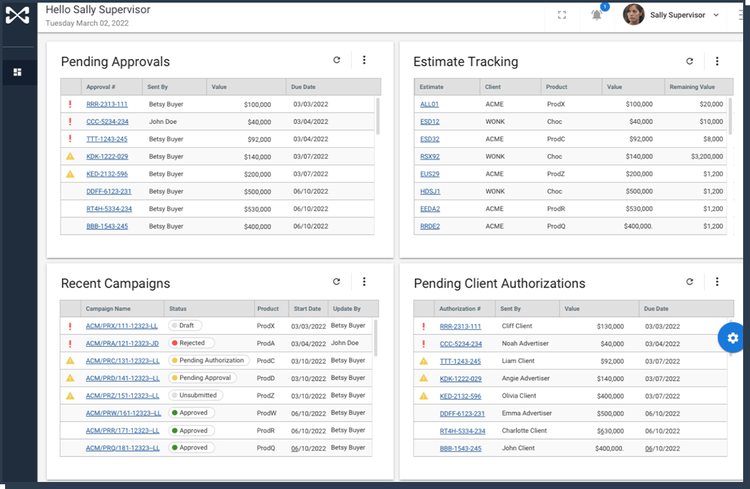 Hello Sally Supervisor
Tuesday March 02, 2022
1
Sally Supervisor
Pending Approvals
Approval # Sent By Value Due Date
RRR-2313-111 Betsy Buyer $100,000 03/03/2022
CCC-5234-234 John Doe $40,000 03/04/2022
TTT-1243-245 Betsy Buyer $92,000 03/04/2022
KDK-1222-029 Betsy Buyer $140,000 03/07/2022
KED-2132-596 Betsy Buyer $200,000 03/07/2022
DDFF-6123-231 Betsy Buyer $500,000 06/10/2022
RT4H-5334-234 Betsy Buyer $530,000 06/10/2022
BBB-1543-245 Betsy Buyer $400,000 06/10/2022
Estimate Tracking
Estimate Client Product Value Remaining Value
ALL01 ACME ProdX $100,000 $20,000
ESD12 WONK Choc $40,000 $10,000
ESD32 ACME ProdC $92,000 $8,000
RSX92 WONK Choc $140,000 $3,200,000
EUS29 ACME ProdZ $200,000 $1,200
HDSJ1 WONK Choc $500,000 $1,200
EEDA2 ACME ProdR $530,000 $1,200
RRDE2 ACME ProdQ $400,000. $1,200
Recent Campaigns
Campaign Name Status Product Start Date Update By
ACM/PRX/111-12323-LL Draft ProdX 03/03/2022 Betsy Buyer
ACM/PRA/121-12323-JD Rejected ProdA 03/04/2022 John Doe
ACM/PRC/131-12323-LL Pending Authorization ProdC 03/10/2022 Betsy Buyer
ACM/PRD/141-12323-LL Pending Approval ProdD 03/10/2022 Betsy Buyer
ACM/PRZ/151-12323-LL Unsubmitted ProdZ 03/10/2022 Betsy Buyer
ACM/PRW/161-12323-LL Approved ProdW 06/10/2022 Betsy Buyer
ACM/PRR/171-12323-LL Approved ProdR 06/10/2022 Betsy Buyer
ACM/PRQ/181-12323-LL Approved ProdQ 06/10/2022 Betsy Buyer
Pending Client Authorizations
Authorization # Sent By Value Due Date
RRR-2313-111 Cliff Client $130,000 03/03/2022
CCC-5234-234 Noah Advertiser $40,000 03/04/2022
TTT-1243-245 Liam Client $92,000 03/07/2022
KDK-1222-029 Angie Advertiser $140,000 03/07/2022
KED-2132-596 Olivia Client $400,000 03/07/2022
DDFF-6123-231 Emma Advertiser $500,000 06/10/2022
RT4H-5334-234 Charlotte Client $630,000 06/10/2022
BBB-1543-245 John Client $400,000. 06/10/2022